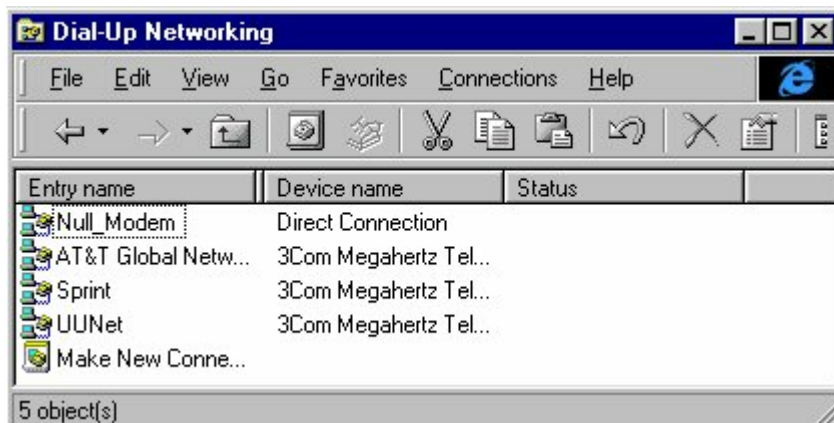 Dial-Up Networking
File Edit View Go Favorites Connections Help
Entry name Device name Status
Null_Modem Direct Connection
AT&T Global Netw... 3Com Megahertz Tel...
Sprint 3Com Megahertz Tel...
UUNet 3Com Megahertz Tel...
Make New Conne...
5 object(s)